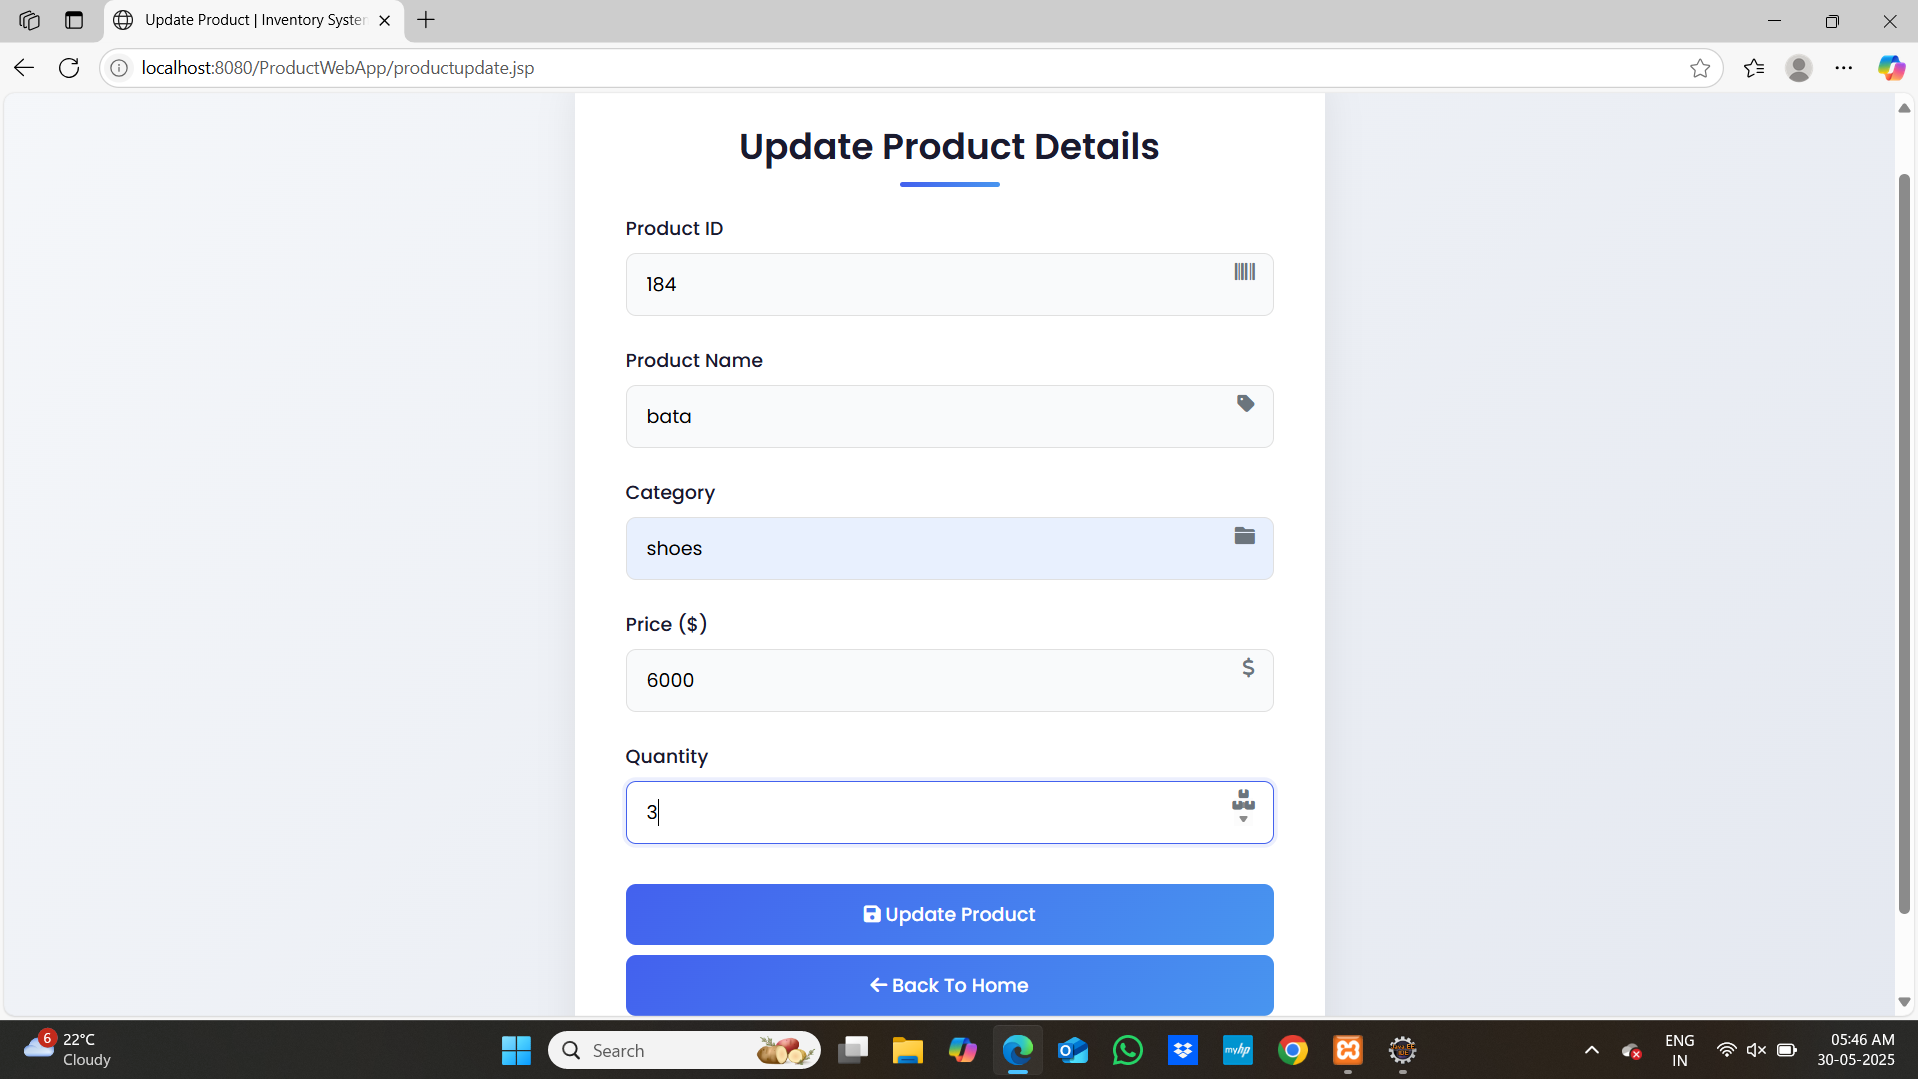 Update Product | Inventory Syste
localhost:8080/ProductWebApp/productupdate.jsp
Update Product Details
Product ID
184
Product Name
bata
Category
shoes
Price ($)
6000
$
Quantity
3
Update Product
Back To Home
6
22°C
Cloudy
Search
myhp
ENG
IN
05:46 AM
30-05-2025